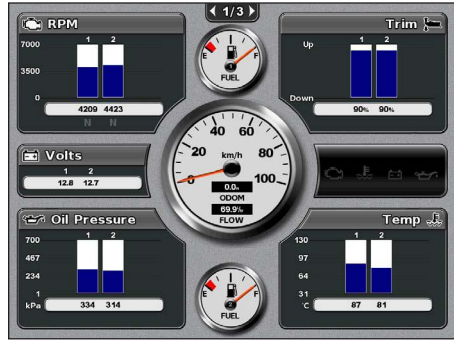 1/3
RPM
1 2
7000
3500
0
4209 4423
N N
E F
1
FUEL
Trim
1 2
Up
Down
90% 90%
Volts
1 2
12.8 12.7
40 60
20 80
0 100
km/h
0.0
ODOM
69.9
FLOW
Oil Pressure
1 2
700
467
234
1
kPa
334 314
E F
2
FUEL
Temp
1 2
130
97
64
31
°C
87 81